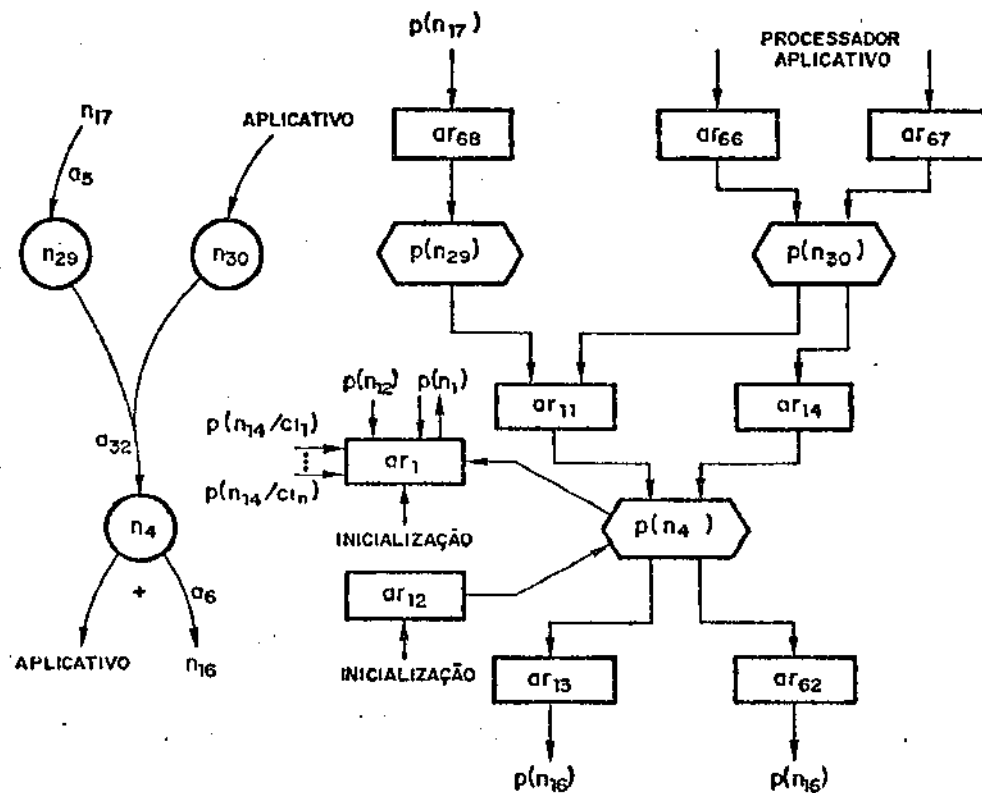 n17
a5
n29
APLICATIVO
n30
a32
n4
+
a6
APLICATIVO
n16
p(n17)
PROCESSADOR
APLICATIVO
ar68
ar66
ar67
p(n29)
p(n30)
p(n12)
p(n1)
ar11
ar14
p(n14/cl1)
ar1
p(n14/cln)
INICIALIZAÇÃO
p(n4)
ar12
INICIALIZAÇÃO
ar13
ar62
p(n16)
p(n15)